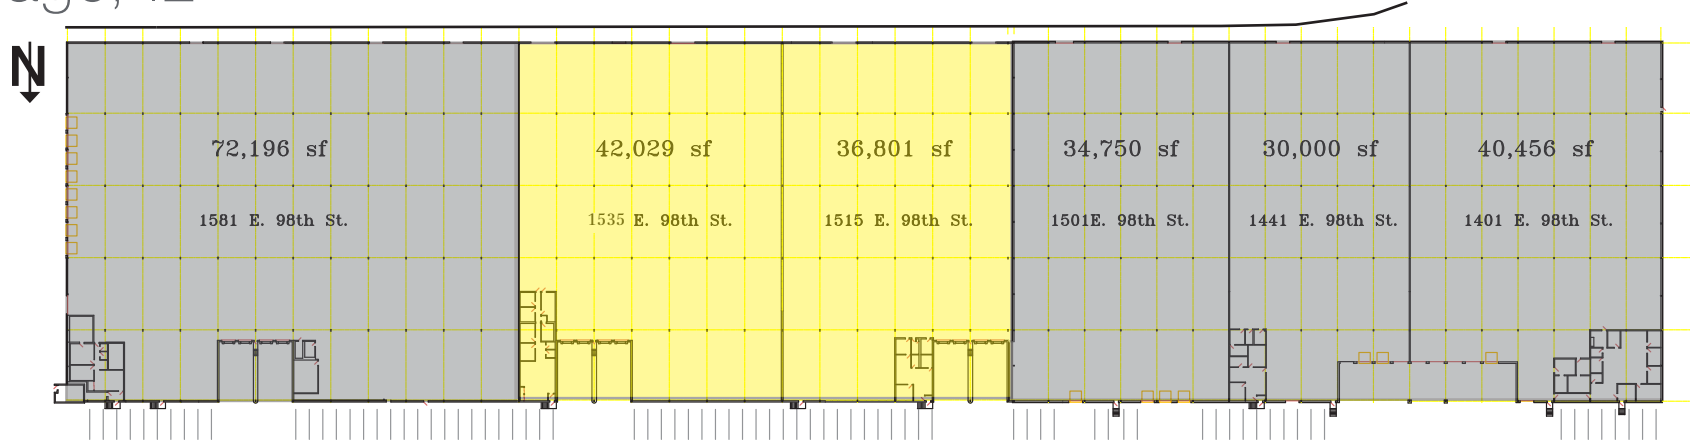 N
72,196 sf
42,029 sf
36,801 sf
34,750 sf
30,000 sf
40,456 sf
1581 E. 98th St.
1535 E. 98th St.
1515 E. 98th St.
1501E. 98th St.
1441 E. 98th St.
1401 E. 98th St.